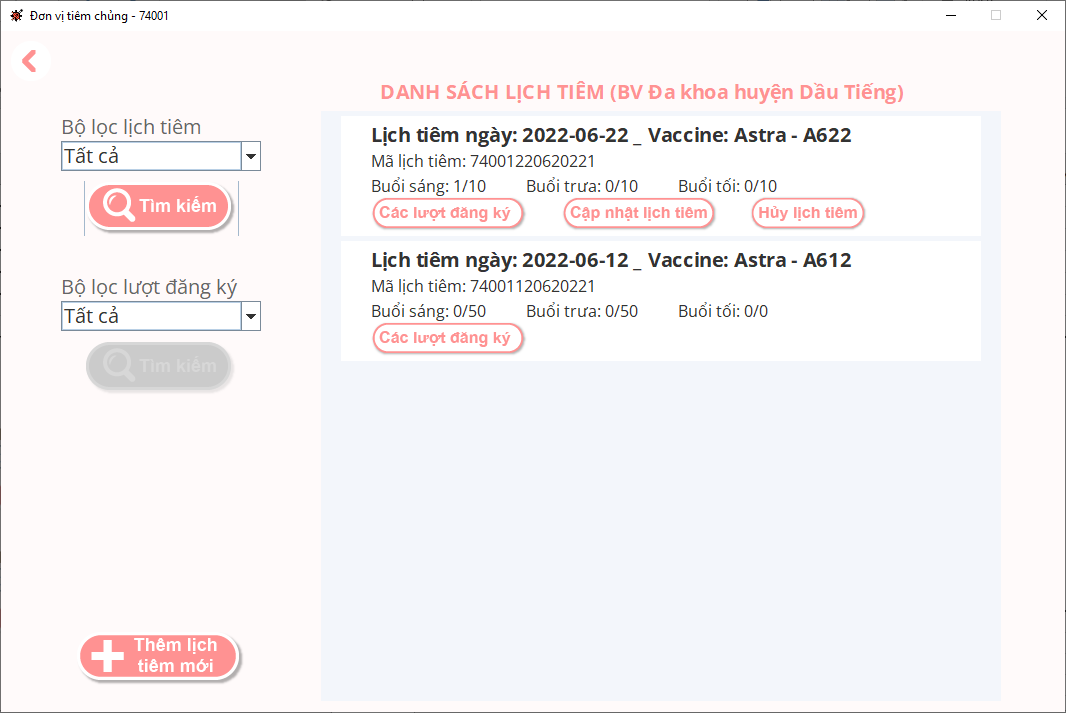 Đơn vị tiêm chủng - 74001
DANH SÁCH LỊCH TIÊM (BV Đa khoa huyện Dầu Tiếng)
Bộ lọc lịch tiêm
Tất cả
Tìm kiếm
Bộ lọc lượt đăng ký
Tất cả
Tìm kiếm
Thêm lịch
tiêm mới
Lịch tiêm ngày: 2022-06-22 _ Vaccine: Astra - A622
Mã lịch tiêm: 74001220620221
Buổi sáng: 1/10 Buổi trưa: 0/10 Buổi tối: 0/10
Các lượt đăng ký Cập nhật lịch tiêm Hủy lịch tiêm
Lịch tiêm ngày: 2022-06-12 _ Vaccine: Astra - A612
Mã lịch tiêm: 74001120620221
Buổi sáng: 0/50 Buổi trưa: 0/50 Buổi tối: 0/0
Các lượt đăng ký